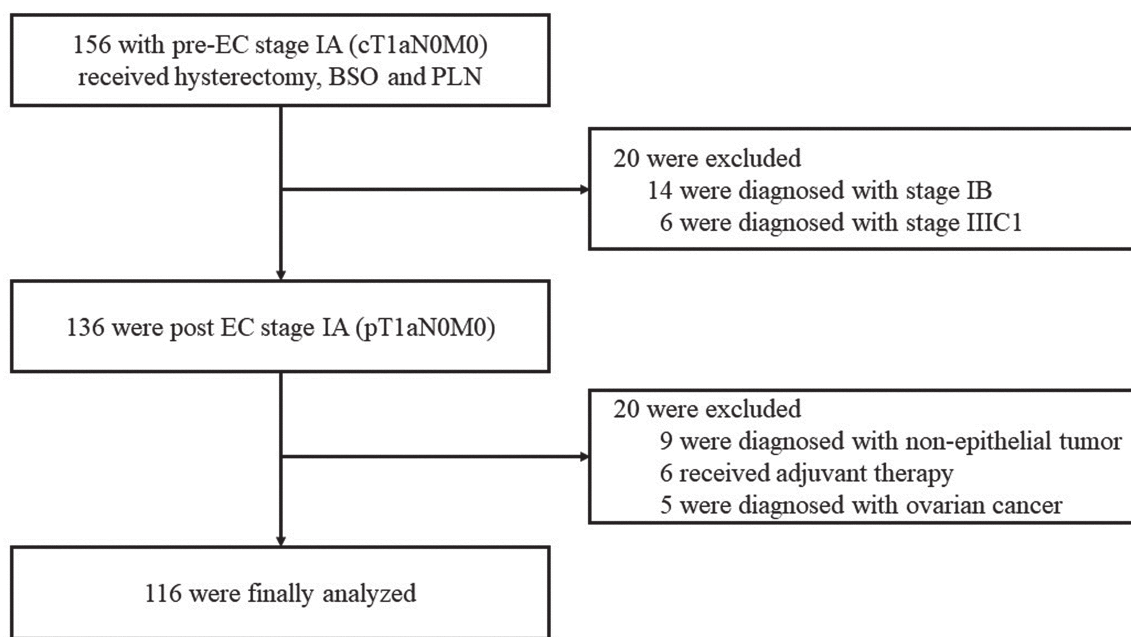 156 with pre-EC stage IA (cT1aN0M0)
received hysterectomy, BSO and PLN
20 were excluded
14 were diagnosed with stage IB
6 were diagnosed with stage IIIC1
136 were post EC stage IA (pT1aN0M0)
20 were excluded
9 were diagnosed with non-epithelial tumor
6 received adjuvant therapy
5 were diagnosed with ovarian cancer
116 were finally analyzed